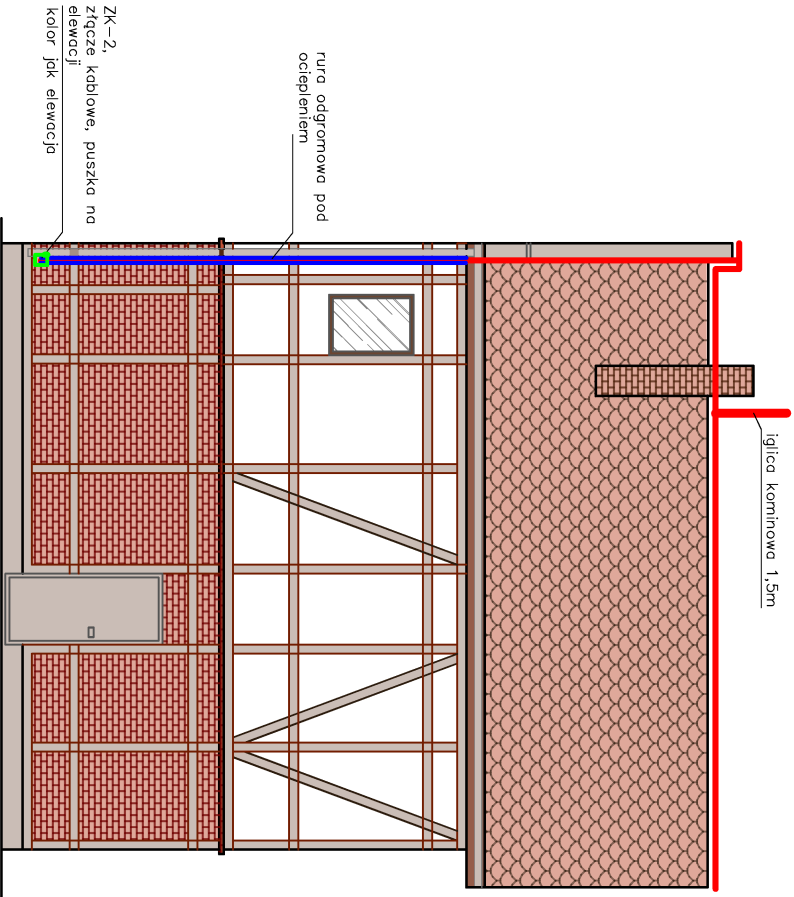 iglica kominowa 1,5m
rura odgromowa pod
ociepleniem
ZK-2,
złącze kablowe, puszka na
elewacji
kolor jak elewacja